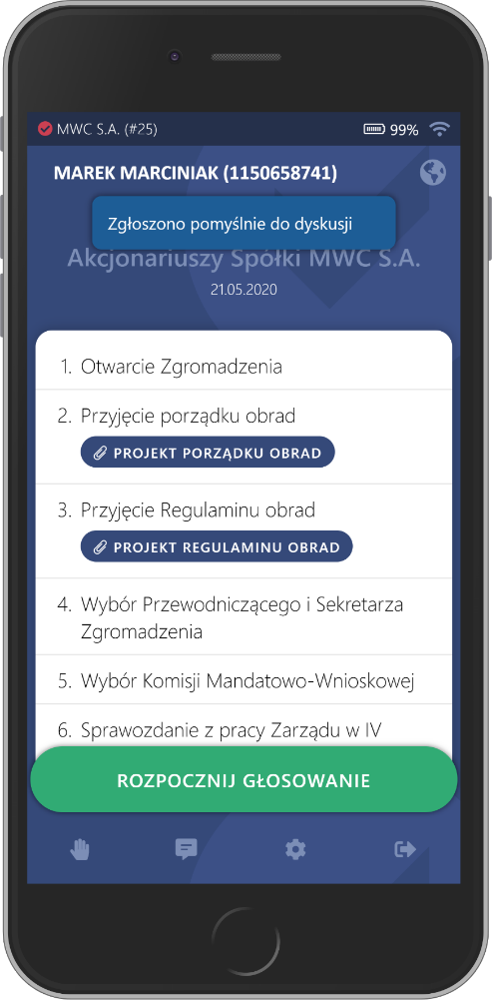 MWC S.A. (#25) 99%
MAREK MARCINIAK (1150658741)
Zgłoszono pomyślnie do dyskusji
Akcjonariuszy Spółki MWC S.A.
21.05.2020
1. Otwarcie Zgromadzenia
2. Przyjęcie porządku obrad
PROJEKT PORZĄDKU OBRAD
3. Przyjęcie Regulaminu obrad
PROJEKT REGULAMINU OBRAD
4. Wybór Przewodniczącego i Sekretarza
Zgromadzenia
5. Wybór Komisji Mandatowo-Wnioskowej
6. Sprawozdanie z pracy Zarządu w IV
ROZPOCZNIJ GŁOSOWANIE